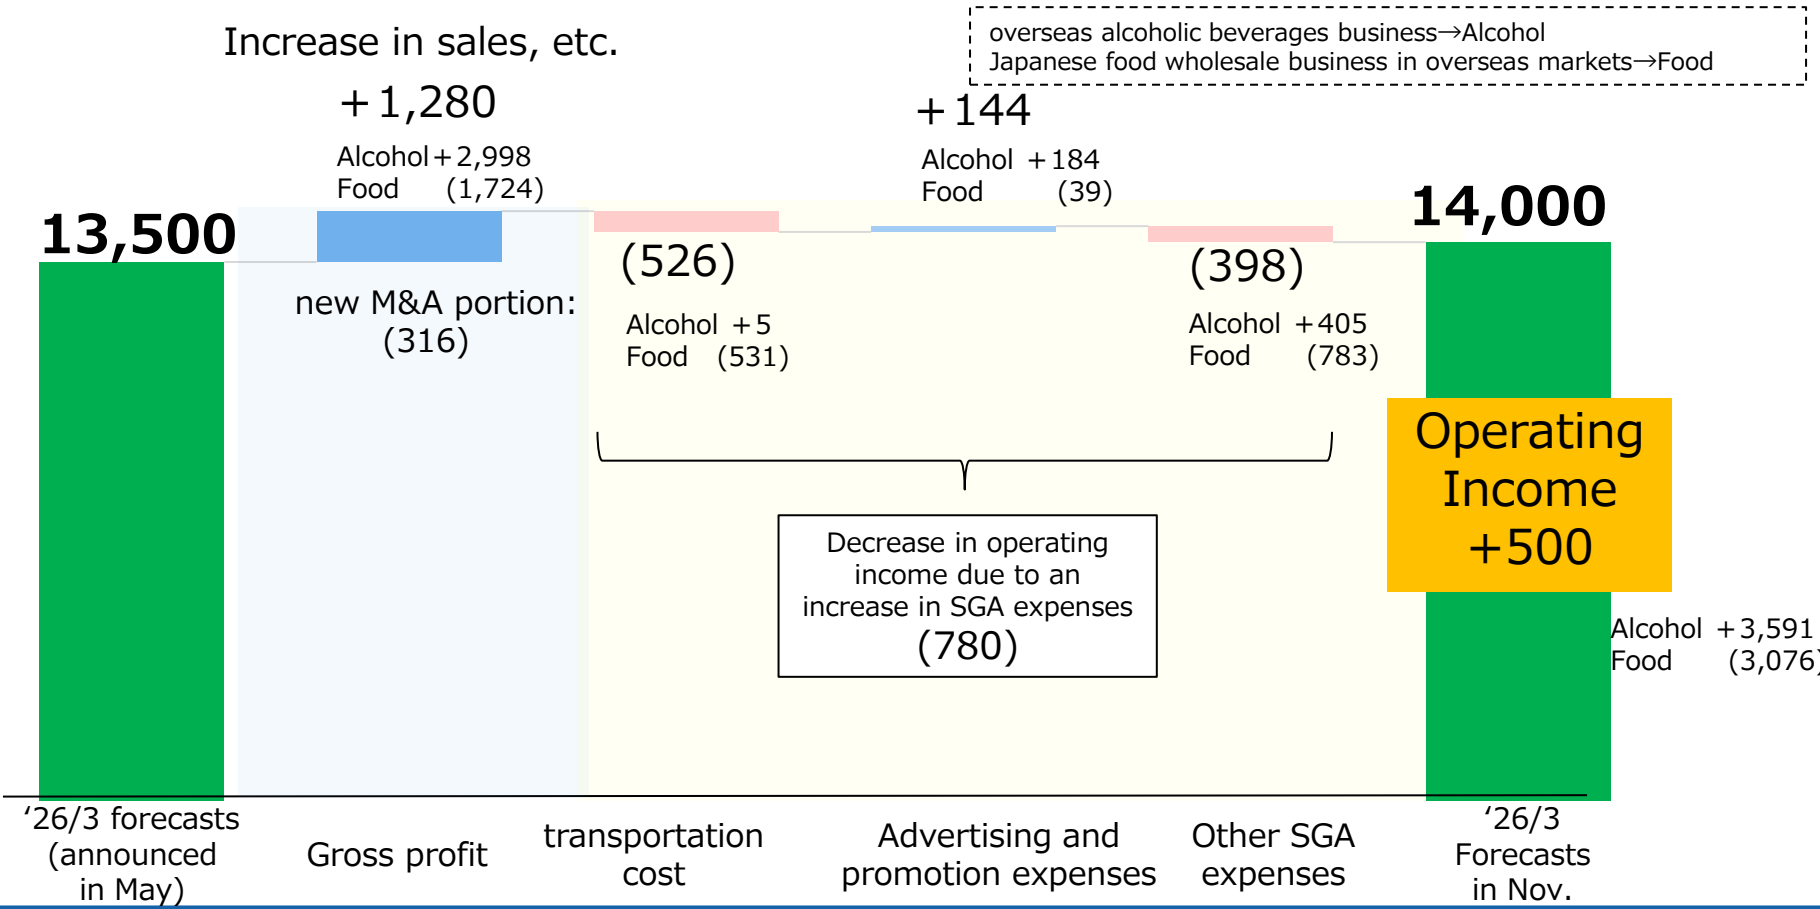 Increase in sales, etc.
+1,280
Alcohol+2,998
Food (1,724)
overseas alcoholic beverages business→Alcohol
Japanese food wholesale business in overseas markets→Food
+144
Alcohol +184
Food (39)
13,500
14,000
new M&A portion:
(316)
(526)
Alcohol +5
Food (531)
(398)
Alcohol +405
Food (783)
Operating
Income
+500
Decrease in operating
income due to an
increase in SGA expenses
(780)
Alcohol +3,591
Food (3,076)
‘26/3 forecasts
(announced
in May)
Gross profit
transportation
cost
Advertising and
promotion expenses
Other SGA
expenses
‘26/3
Forecasts
in Nov.